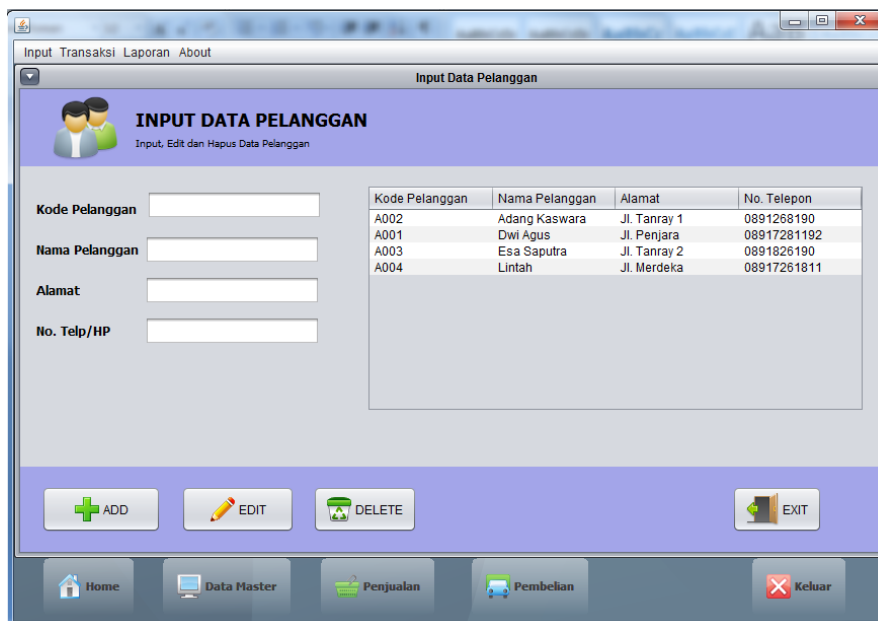 Input Transaksi Laporan About
Input Data Pelanggan
INPUT DATA PELANGGAN
Input, Edit dan Hapus Data Pelanggan
Kode Pelanggan
Nama Pelanggan
Alamat
No. Telp/HP
Kode Pelanggan Nama Pelanggan Alamat No. Telepon
A002 Adang Kaswara Jl. Tanray 1 0891268190
A001 Dwi Agus Jl. Penjara 08917281192
A003 Esa Saputra Jl. Tanray 2 0891826190
A004 Lintah Jl. Merdeka 08917261811
ADD EDIT DELETE EXIT
Home Data Master Penjualan Pembelian Keluar